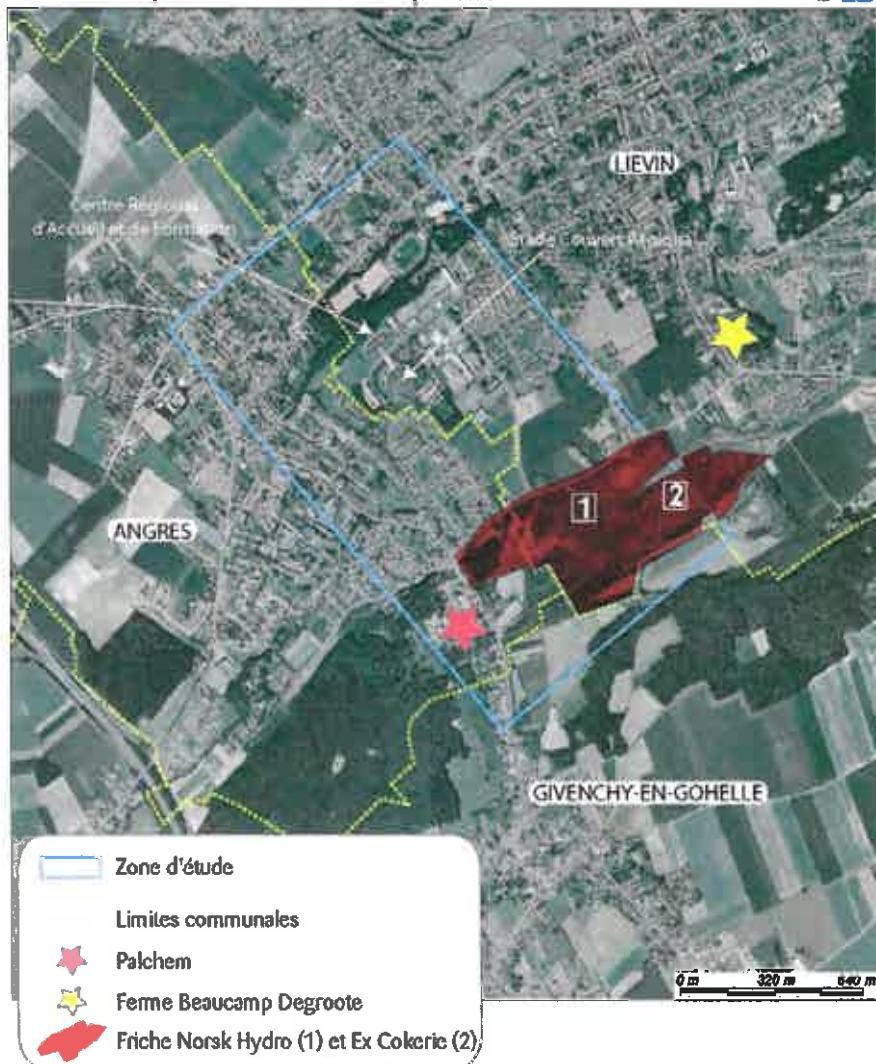 LIEVIN
Centre Régional
d'Accueil et de Formation
Stade Couvert Régional
1
2
ANGRES
GIVENCHY-EN-GOHELLE
Zone d'étude
Limites communales
Palchem
Ferme Beaucamp Degroote
Friche Norsk Hydro (1) et Ex Cokerie (2)
0 m 320 m 640 m